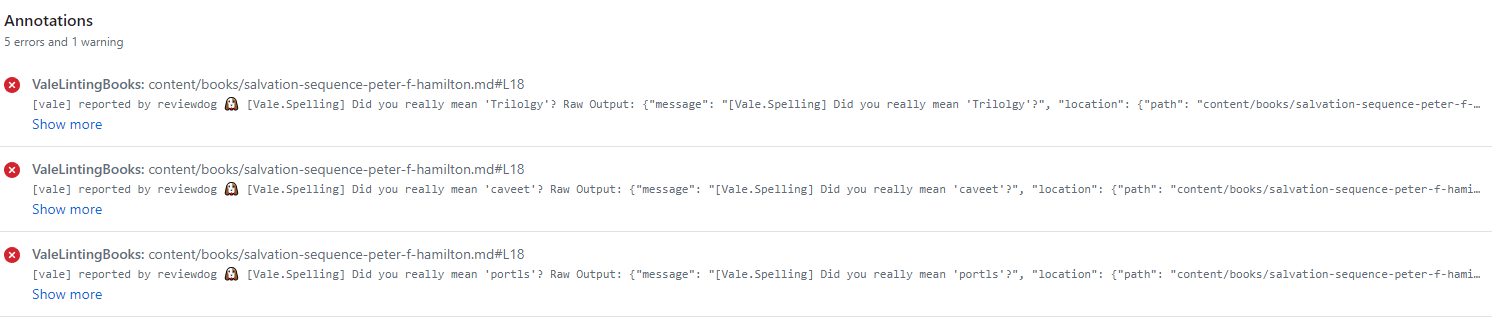 Annotations
5 errors and 1 warning
ValeLintingBooks: content/books/salvation-sequence-peter-f-hamilton.md#L18
[vale] reported by reviewdog 🐶 [Vale.Spelling] Did you really mean 'Trilolgy'? Raw Output: {"message": "[Vale.Spelling] Did you really mean 'Trilolgy'?", "location": {"path": "content/books/salvation-sequence-peter-f-…
Show more
ValeLintingBooks: content/books/salvation-sequence-peter-f-hamilton.md#L18
[vale] reported by reviewdog 🐶 [Vale.Spelling] Did you really mean 'caveet'? Raw Output: {"message": "[Vale.Spelling] Did you really mean 'caveet'?", "location": {"path": "content/books/salvation-sequence-peter-f-hami…
Show more
ValeLintingBooks: content/books/salvation-sequence-peter-f-hamilton.md#L18
[vale] reported by reviewdog 🐶 [Vale.Spelling] Did you really mean 'portls'? Raw Output: {"message": "[Vale.Spelling] Did you really mean 'portls'?", "location": {"path": "content/books/salvation-sequence-peter-f-hami…
Show more